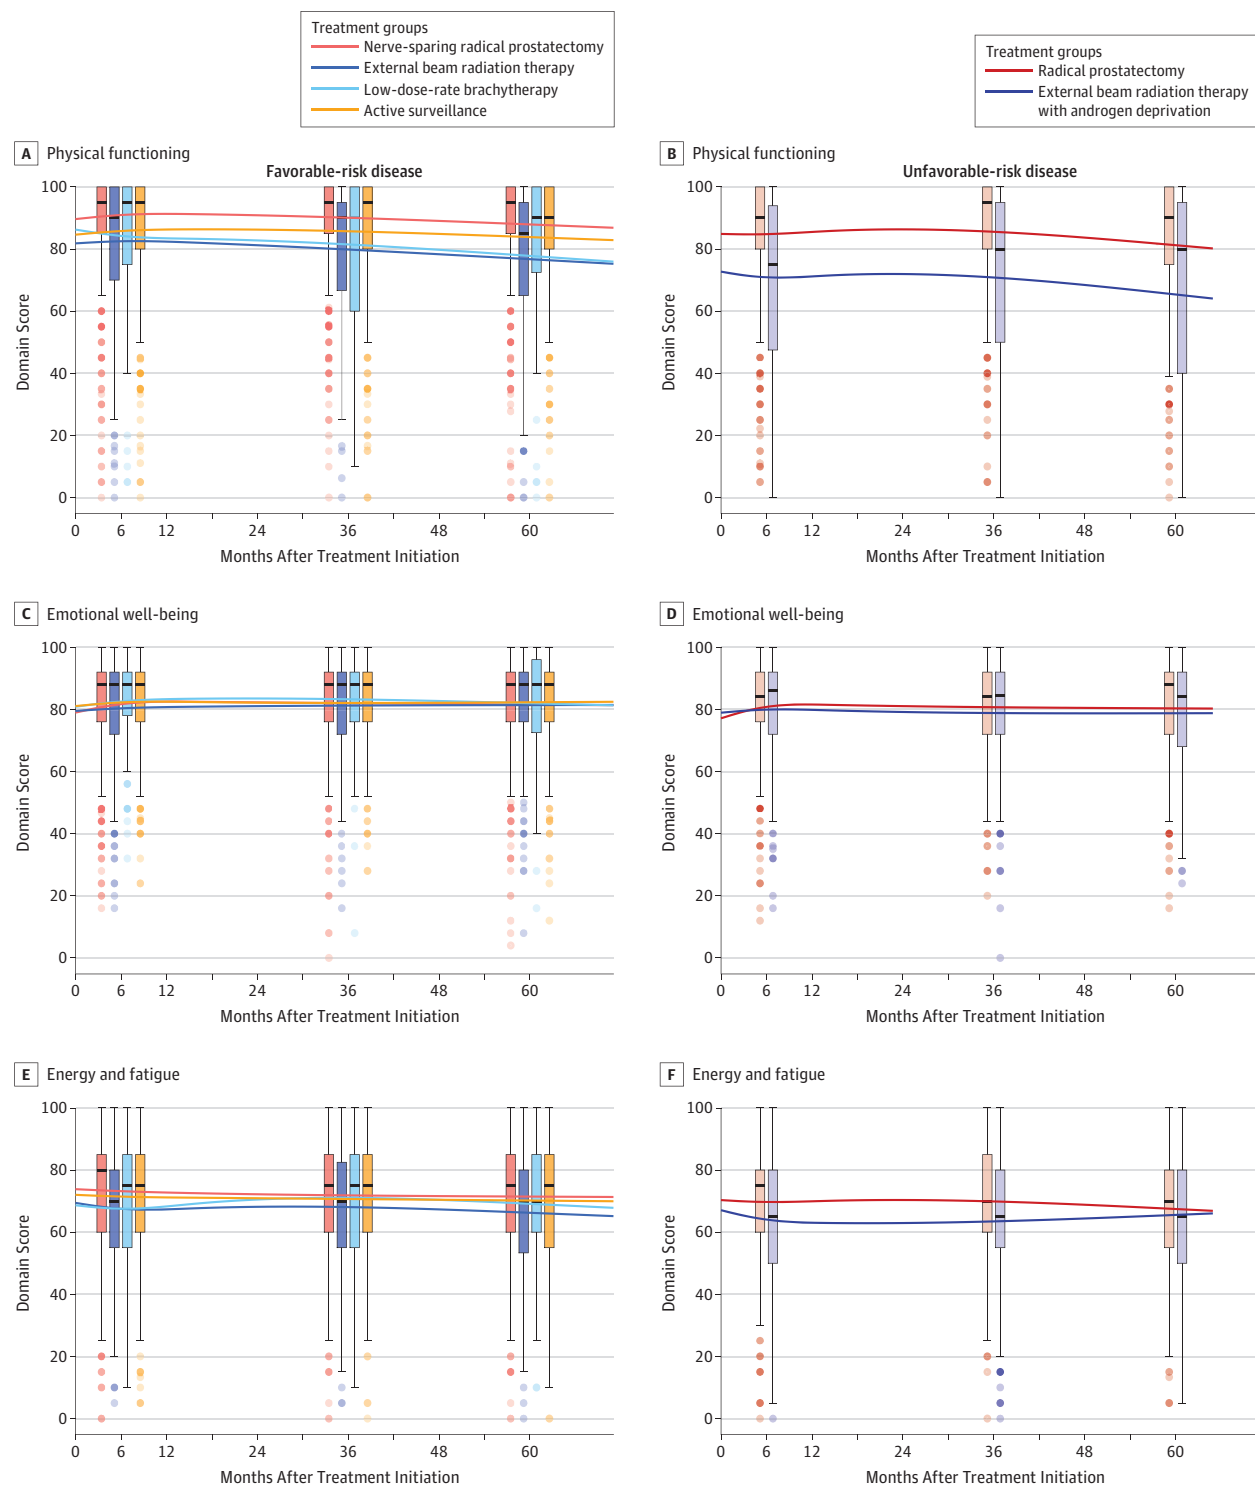 Treatment groups
Nerve-sparing radical prostatectomy
External beam radiation therapy
Low-dose-rate brachytherapy
Active surveillance
Treatment groups
Radical prostatectomy
External beam radiation therapy
with androgen deprivation
A Physical functioning
Favorable-risk disease
100
80
60
40
20
0
Domain Score
0 6 12 24 36 48 60
Months After Treatment Initiation
B Physical functioning
Unfavorable-risk disease
100
80
60
40
20
0
Domain Score
0 6 12 24 36 48 60
Months After Treatment Initiation
C Emotional well-being
100
80
60
40
20
0
Domain Score
0 6 12 24 36 48 60
Months After Treatment Initiation
D Emotional well-being
100
80
60
40
20
0
Domain Score
0 6 12 24 36 48 60
Months After Treatment Initiation
E Energy and fatigue
100
80
60
40
20
0
Domain Score
0 6 12 24 36 48 60
Months After Treatment Initiation
F Energy and fatigue
100
80
60
40
20
0
Domain Score
0 6 12 24 36 48 60
Months After Treatment Initiation